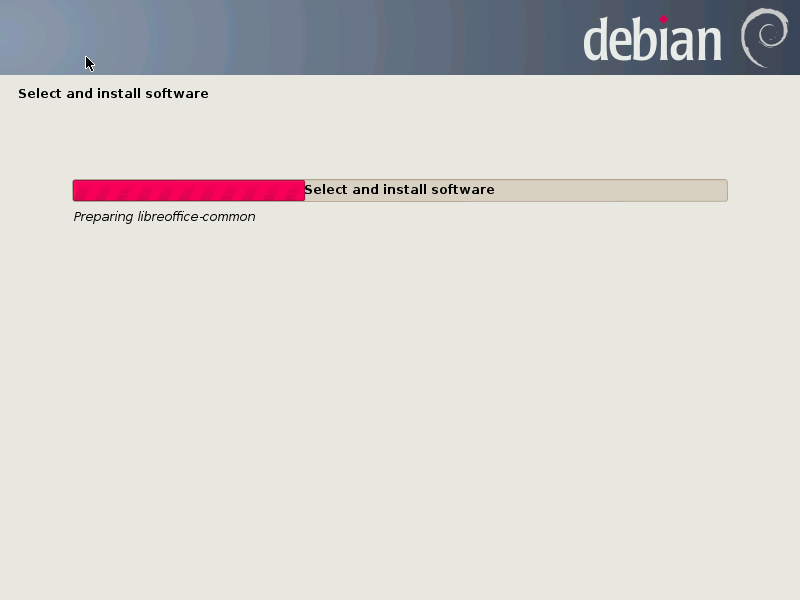 debian
Select and install software
Select and install software
Preparing libreoffice-common